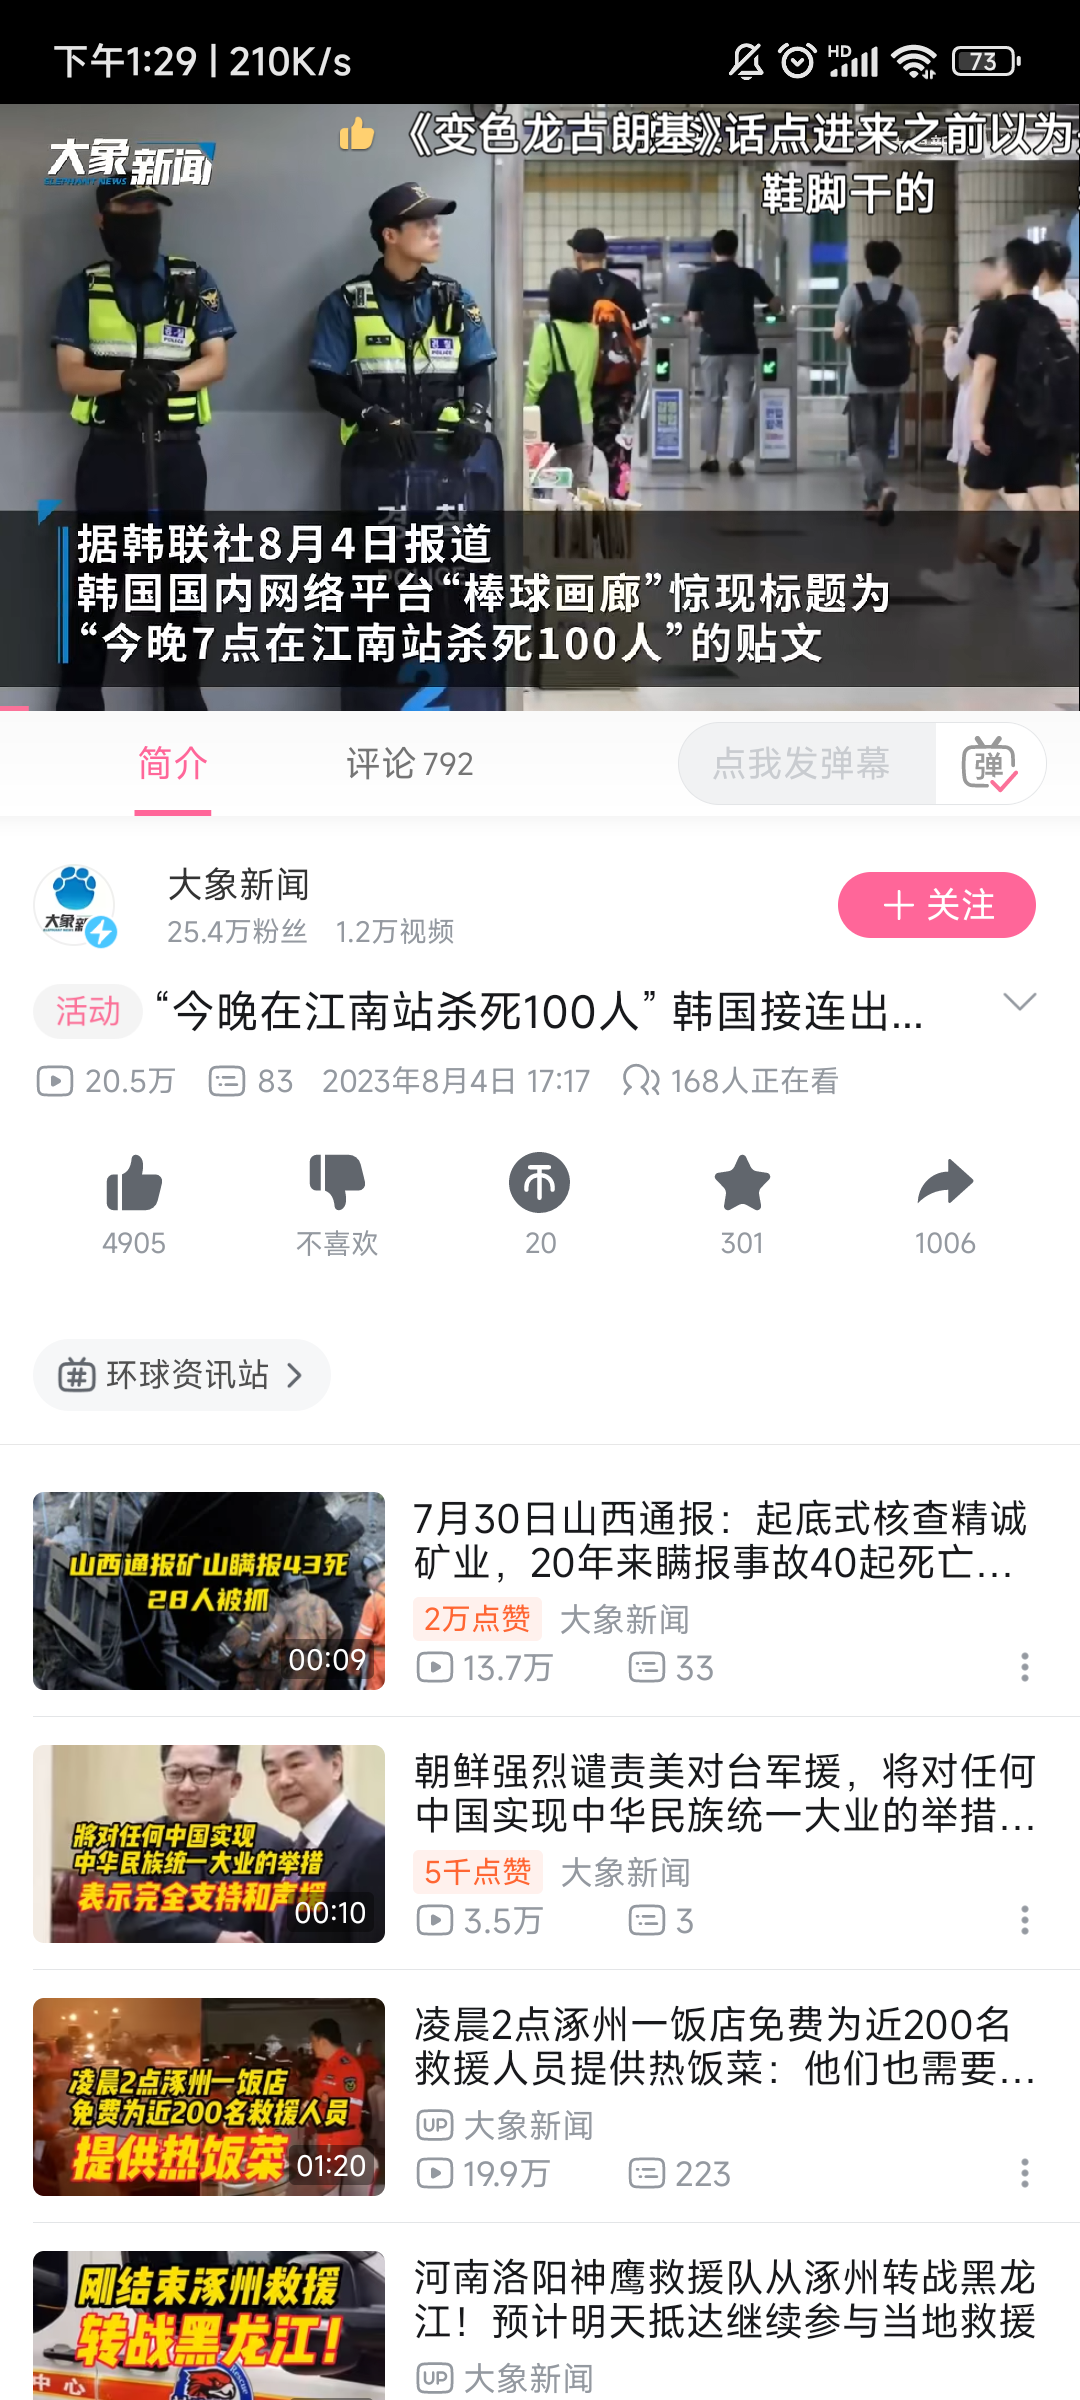 下午1:29 | 210K/s
HD
73
大象新闻
ELEPHANT NEWS
《变色龙古朗基》话点进来之前以为
鞋脚干的
경찰
POLICE
据韩联社8月4日报道
韩国国内网络平台“棒球画廊”惊现标题为
“今晚7点在江南站杀死100人”的贴文
2
简介
评论 792
点我发弹幕
弹
大象新闻
25.4万粉丝 1.2万视频
+ 关注
活动 “今晚在江南站杀死100人” 韩国接连出...
20.5万 83 2023年8月4日 17:17 168人正在看
4905 不喜欢 20 301 1006
环球资讯站
山西通报矿山瞒报43死
28人被抓
00:09
7月30日山西通报：起底式核查精诚
矿业，20年来瞒报事故40起死亡...
2万点赞 大象新闻
13.7万 33
将对任何中国实现
中华民族统一大业的举措
表示完全支持和声援
00:10
朝鲜强烈谴责美对台军援，将对任何
中国实现中华民族统一大业的举措...
5千点赞 大象新闻
3.5万 3
凌晨2点涿州一饭店
免费为近200名救援人员
提供热饭菜
01:20
凌晨2点涿州一饭店免费为近200名
救援人员提供热饭菜：他们也需要...
UP 大象新闻
19.9万 223
刚结束涿州救援
转战黑龙江！
中心
Rescue
河南洛阳神鹰救援队从涿州转战黑龙
江！预计明天抵达继续参与当地救援
UP 大象新闻